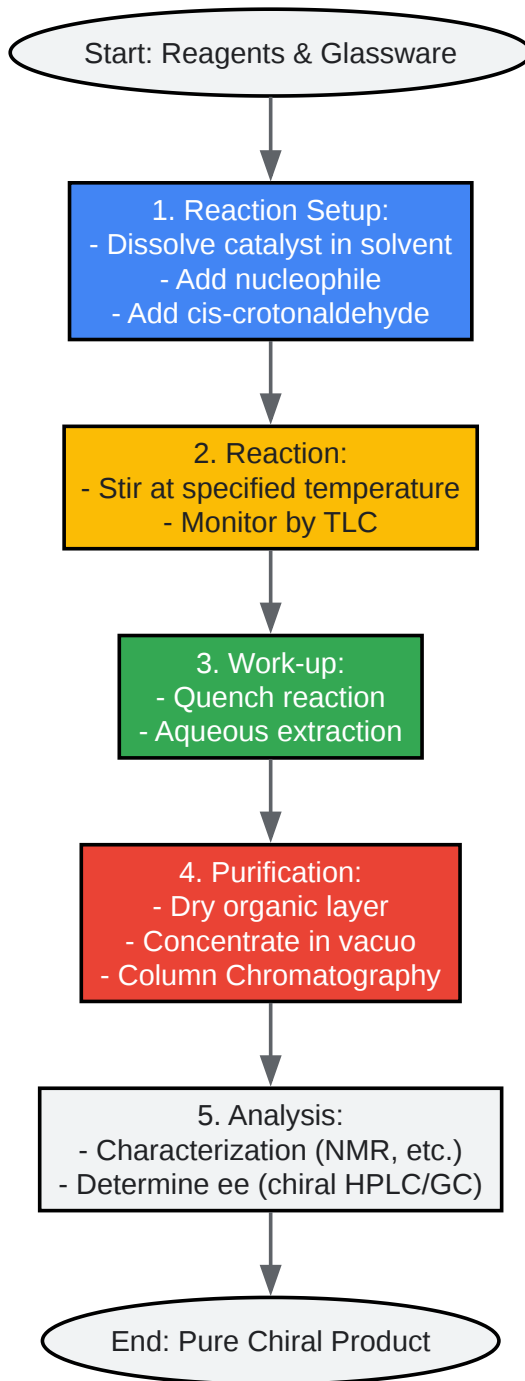 Start: Reagents & Glassware
1. Reaction Setup:
- Dissolve catalyst in solvent
- Add nucleophile
- Add cis-crotonaldehyde
2. Reaction:
- Stir at specified temperature
- Monitor by TLC
3. Work-up:
- Quench reaction
- Aqueous extraction
4. Purification:
- Dry organic layer
- Concentrate in vacuo
- Column Chromatography
5. Analysis:
- Characterization (NMR, etc.)
- Determine ee (chiral HPLC/GC)
End: Pure Chiral Product